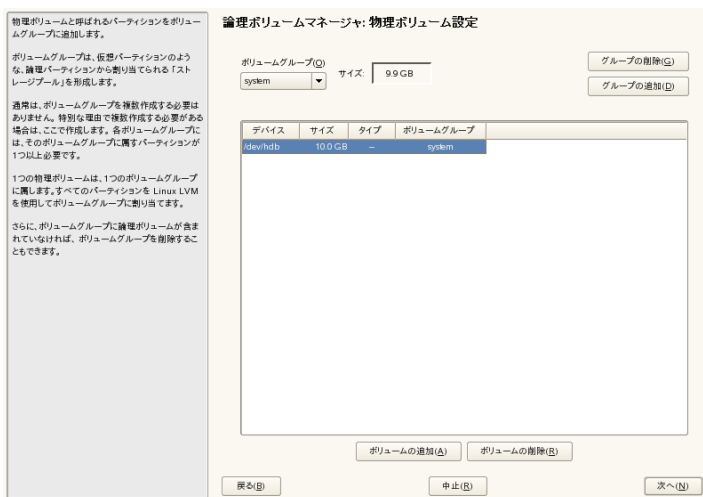 物理ボリュームと呼ばれるパーティションをボリュー
ムグループに追加します。
ボリュームグループは、仮想パーティションのよう
な、論理パーティションから割り当てられる「スト
レージプール」を形成します。
通常は、ボリュームグループを複数作成する必要は
ありません。特別な理由で複数作成する必要がある
場合は、ここで作成します。各ボリュームグループに
は、そのボリュームグループに属すパーティションが
1つ以上必要です。
1つの物理ボリュームは、1つのボリュームグループ
に属します。すべてのパーティションを Linux LVM
を使用してボリュームグループに割り当てます。
さらに、ボリュームグループに論理ボリュームが含ま
れていなければ、ボリュームグループを削除するこ
ともできます。
論理ボリュームマネージャ: 物理ボリューム設定
ボリュームグループ(O)
system
サイズ: 9.9 GB
グループの削除(G)
グループの追加(D)
デバイス サイズ タイプ ボリュームグループ
/dev/hdb 10.0 GB -- system
ボリュームの追加(A) ボリュームの削除(R)
戻る(B) 中止(R) 次へ(N)